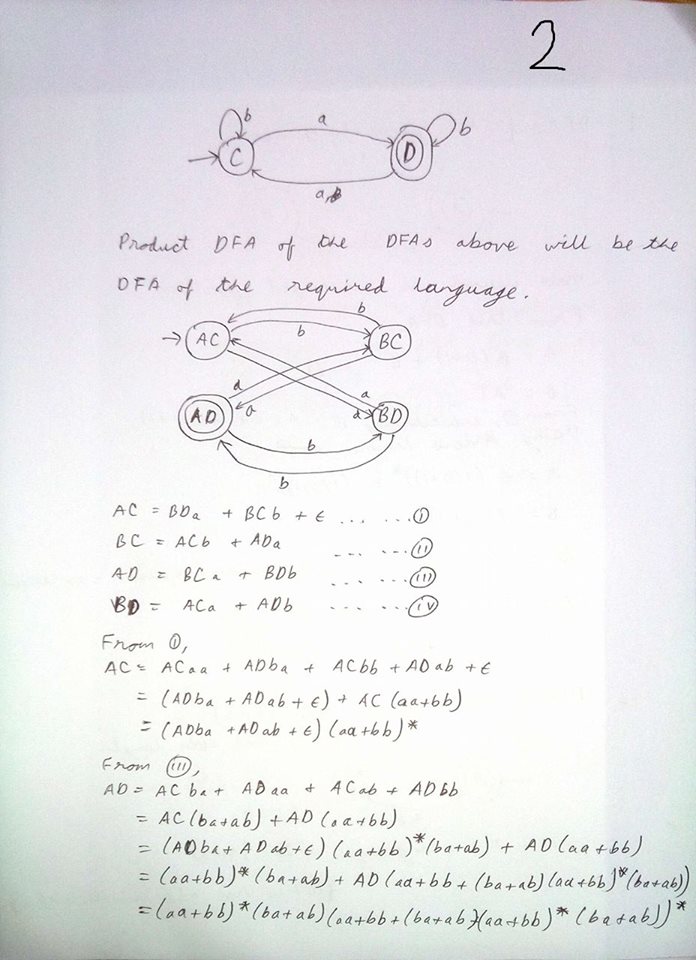 2
b
a
b
C
D
a,
Product DFA of the DFAs above will be the
DFA of the required language.
b
AC
b
BC
a
a
AD
a
a
BD
b
b
AC = BDa + BCb + ϵ ... ... (i)
BC = ACb + ADa ... ... (ii)
AD = BCa + BDb ... ... (iii)
BD = ACa + ADb ... ... (iv)
From (i),
AC = ACaa + ADba + ACbb + ADab + ϵ
= (ADba + ADab + ϵ) + AC (aa+bb)
= (ADba + ADab + ϵ) (aa+bb)*
From (iii),
AD = ACba + ADaa + ACab + ADbb
= AC(ba+ab) + AD (aa+bb)
= (ADba + ADab + ϵ) (aa+bb)*(ba+ab) + AD (aa+bb)
= (aa+bb)*(ba+ab) + AD (aa+bb + (ba+ab) (aa+bb)*(ba+ab))
= (aa+bb)*(ba+ab) (aa+bb+(ba+ab)(aa+bb)* (ba+ab))*